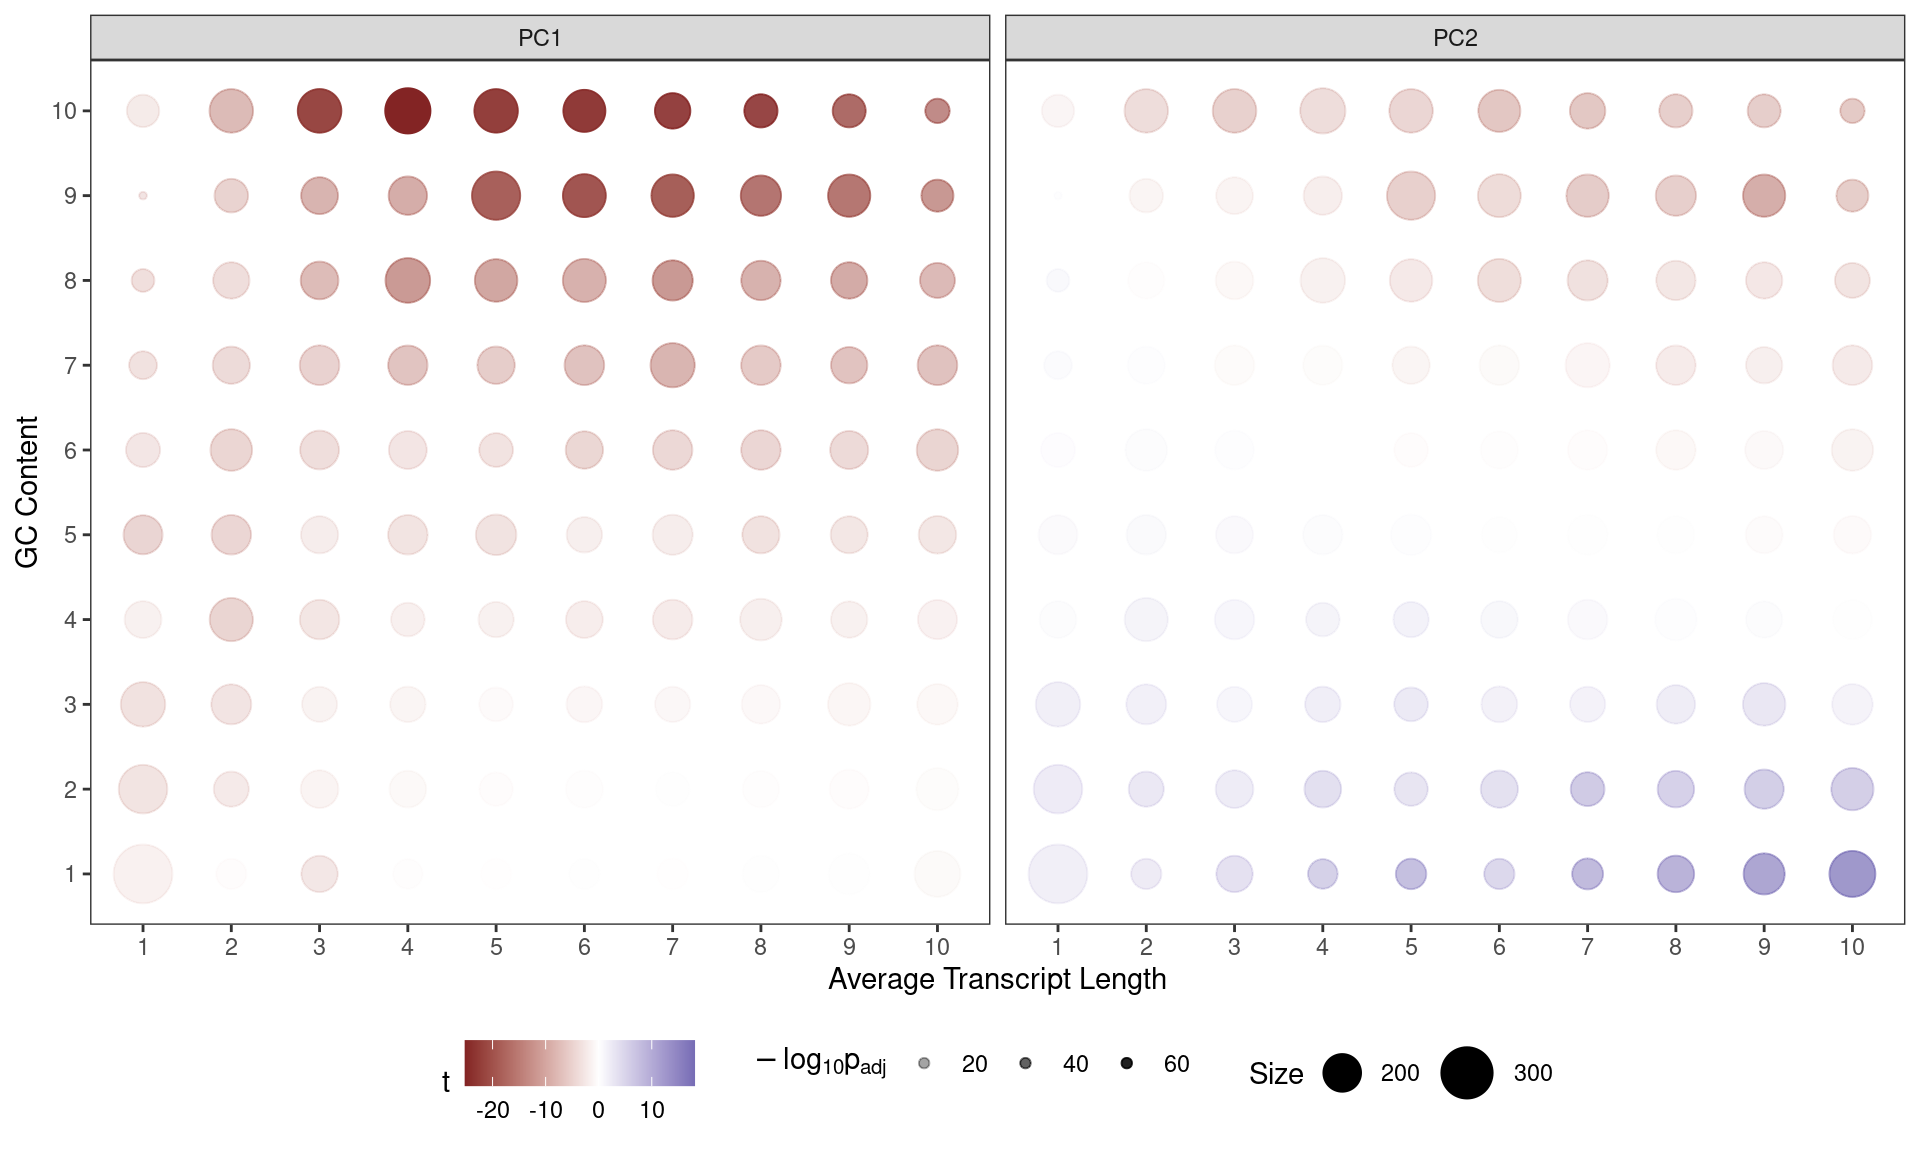 PC1 PC2
10
9
8
7
6
5
4
3
2
1
GC Content
1 2 3 4 5 6 7 8 9 10 1 2 3 4 5 6 7 8 9 10
Average Transcript Length
t -20 -10 0 10
− log₁₀p_adj 20 40 60
Size 200 300